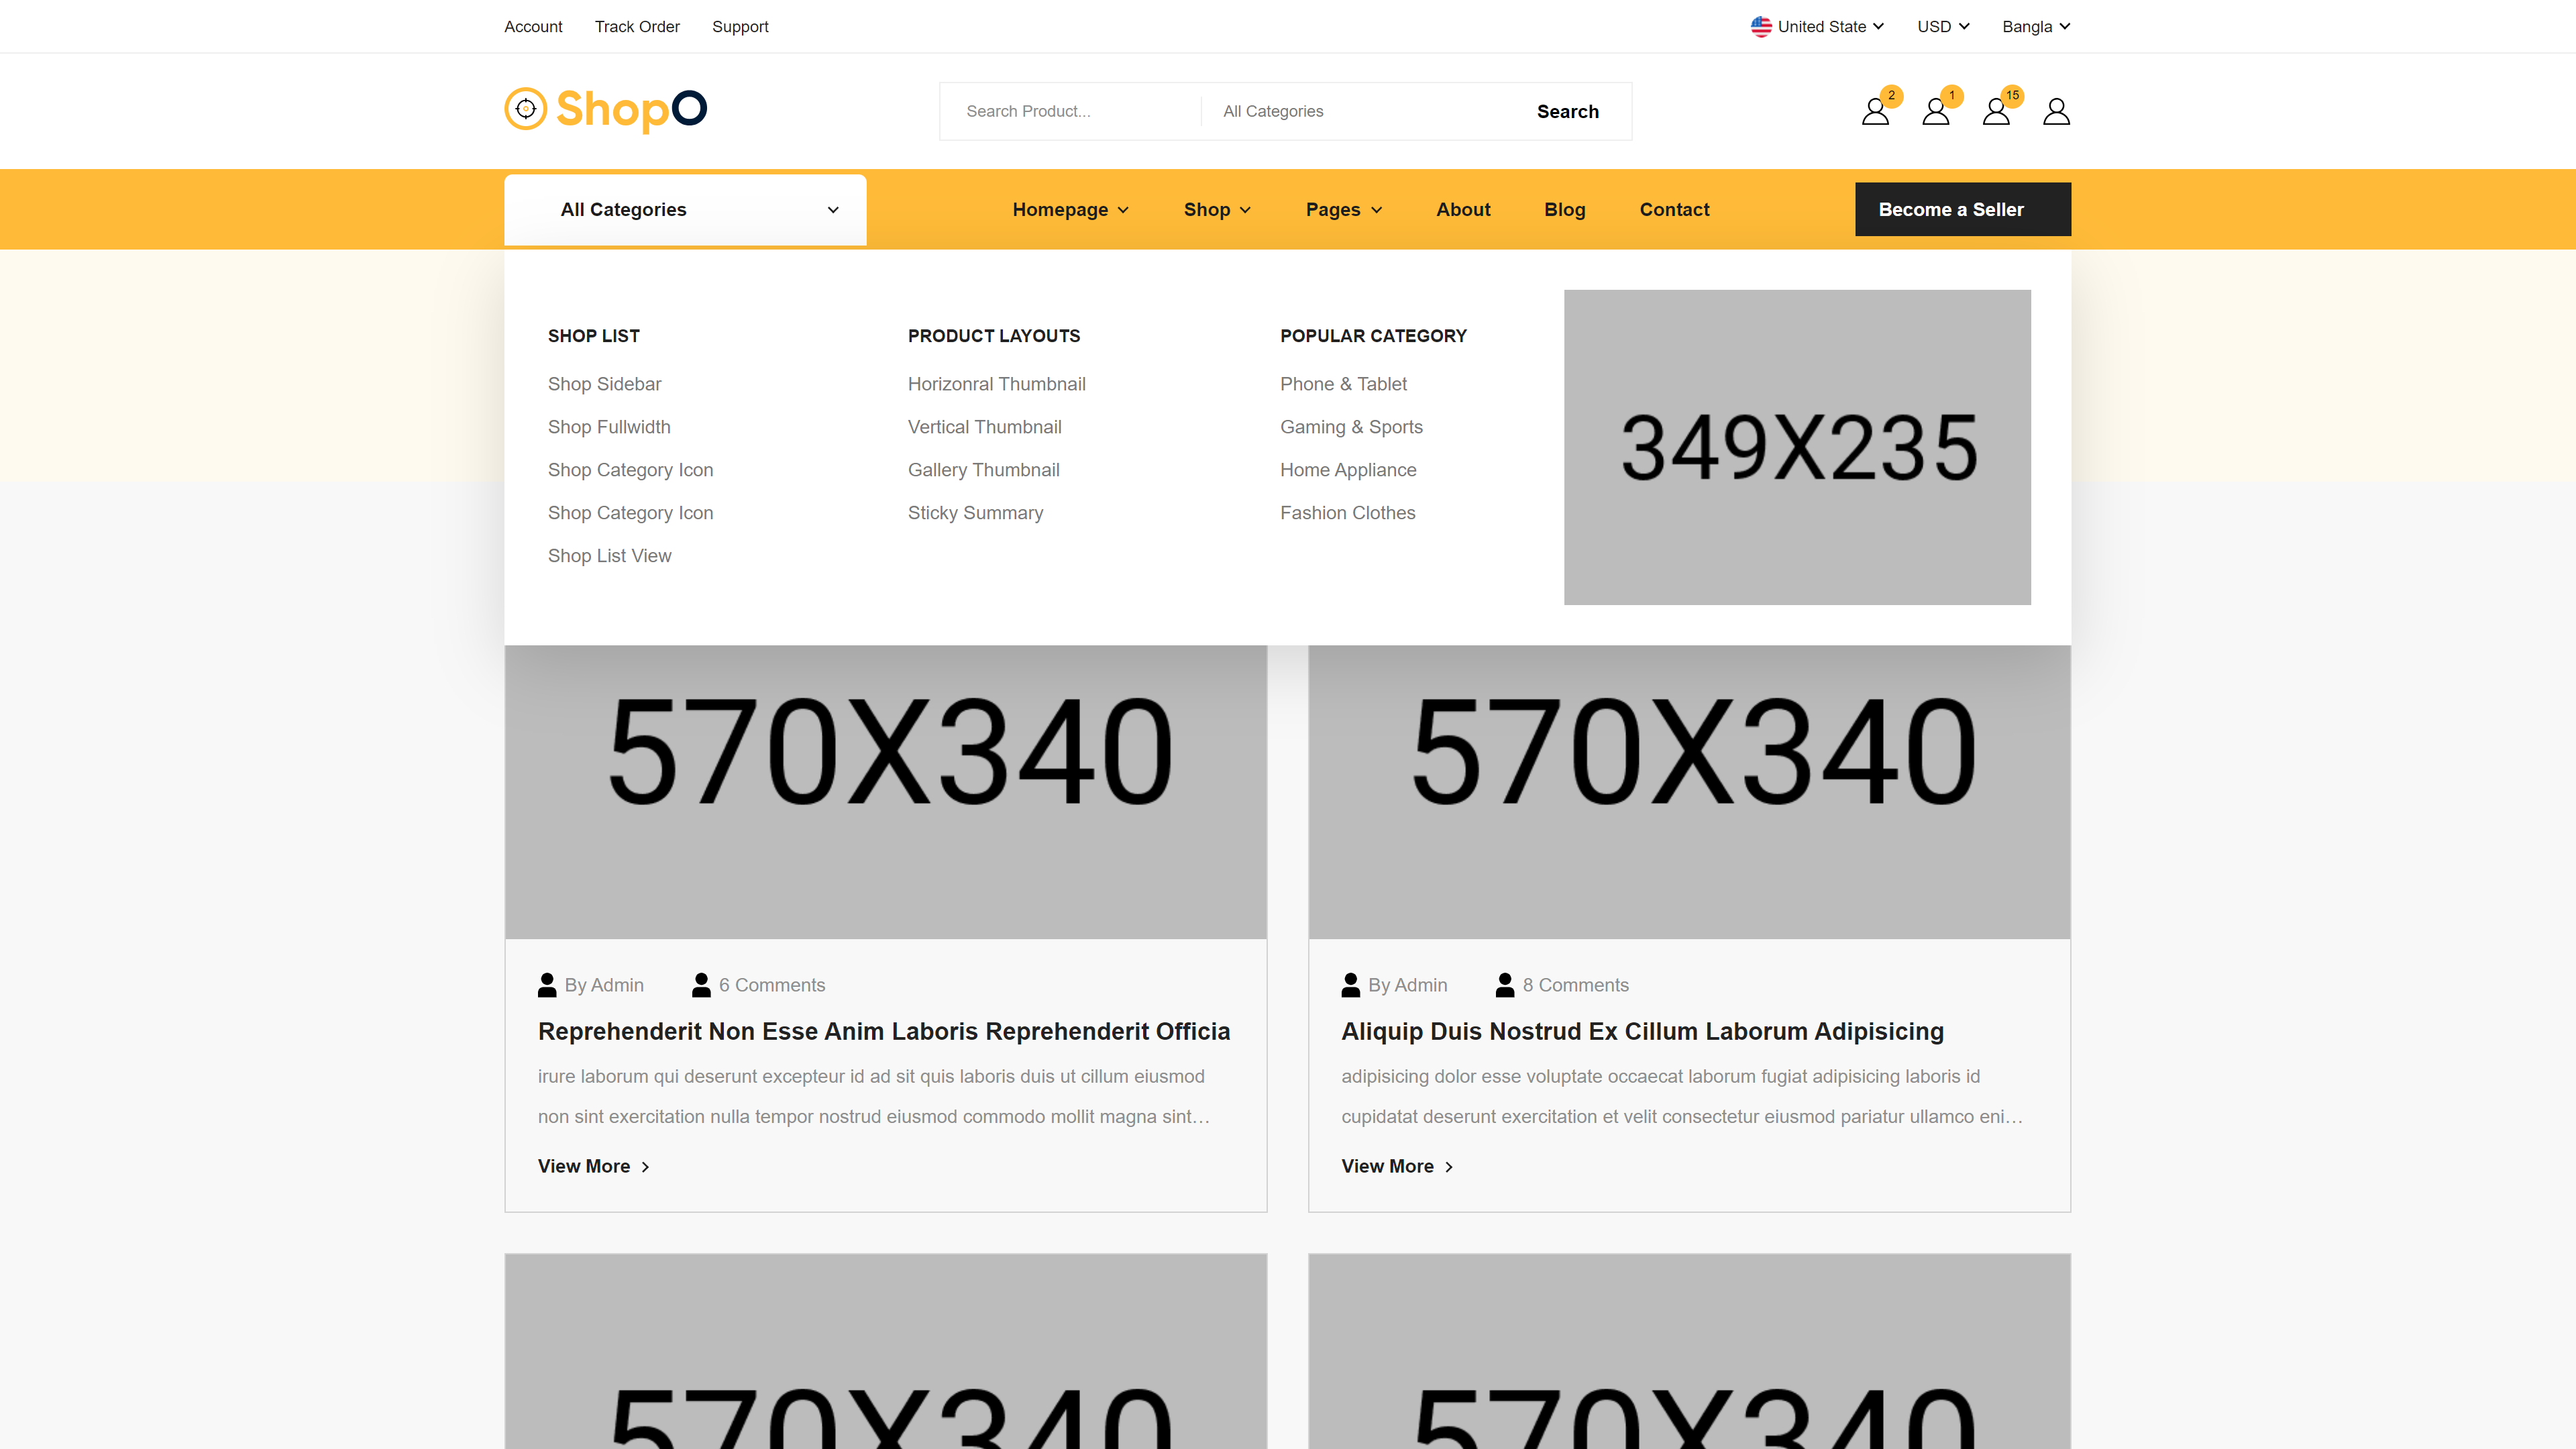 Account Track Order Support United State USD Bangla
ShopO Search Product... All Categories Search 2 1 15
All Categories Homepage Shop Pages About Blog Contact Become a Seller
SHOP LIST
Shop Sidebar
Shop Fullwidth
Shop Category Icon
Shop Category Icon
Shop List View
PRODUCT LAYOUTS
Horizonral Thumbnail
Vertical Thumbnail
Gallery Thumbnail
Sticky Summary
POPULAR CATEGORY
Phone & Tablet
Gaming & Sports
Home Appliance
Fashion Clothes
349X235
570X340
By Admin 6 Comments
Reprehenderit Non Esse Anim Laboris Reprehenderit Officia
irure laborum qui deserunt excepteur id ad sit quis laboris duis ut cillum eiusmod
non sint exercitation nulla tempor nostrud eiusmod commodo mollit magna sint...
View More
570X340
By Admin 8 Comments
Aliquip Duis Nostrud Ex Cillum Laborum Adipisicing
adipisicing dolor esse voluptate occaecat laborum fugiat adipisicing laboris id
cupidatat deserunt exercitation et velit consectetur eiusmod pariatur ullamco eni...
View More
570X340
570X340